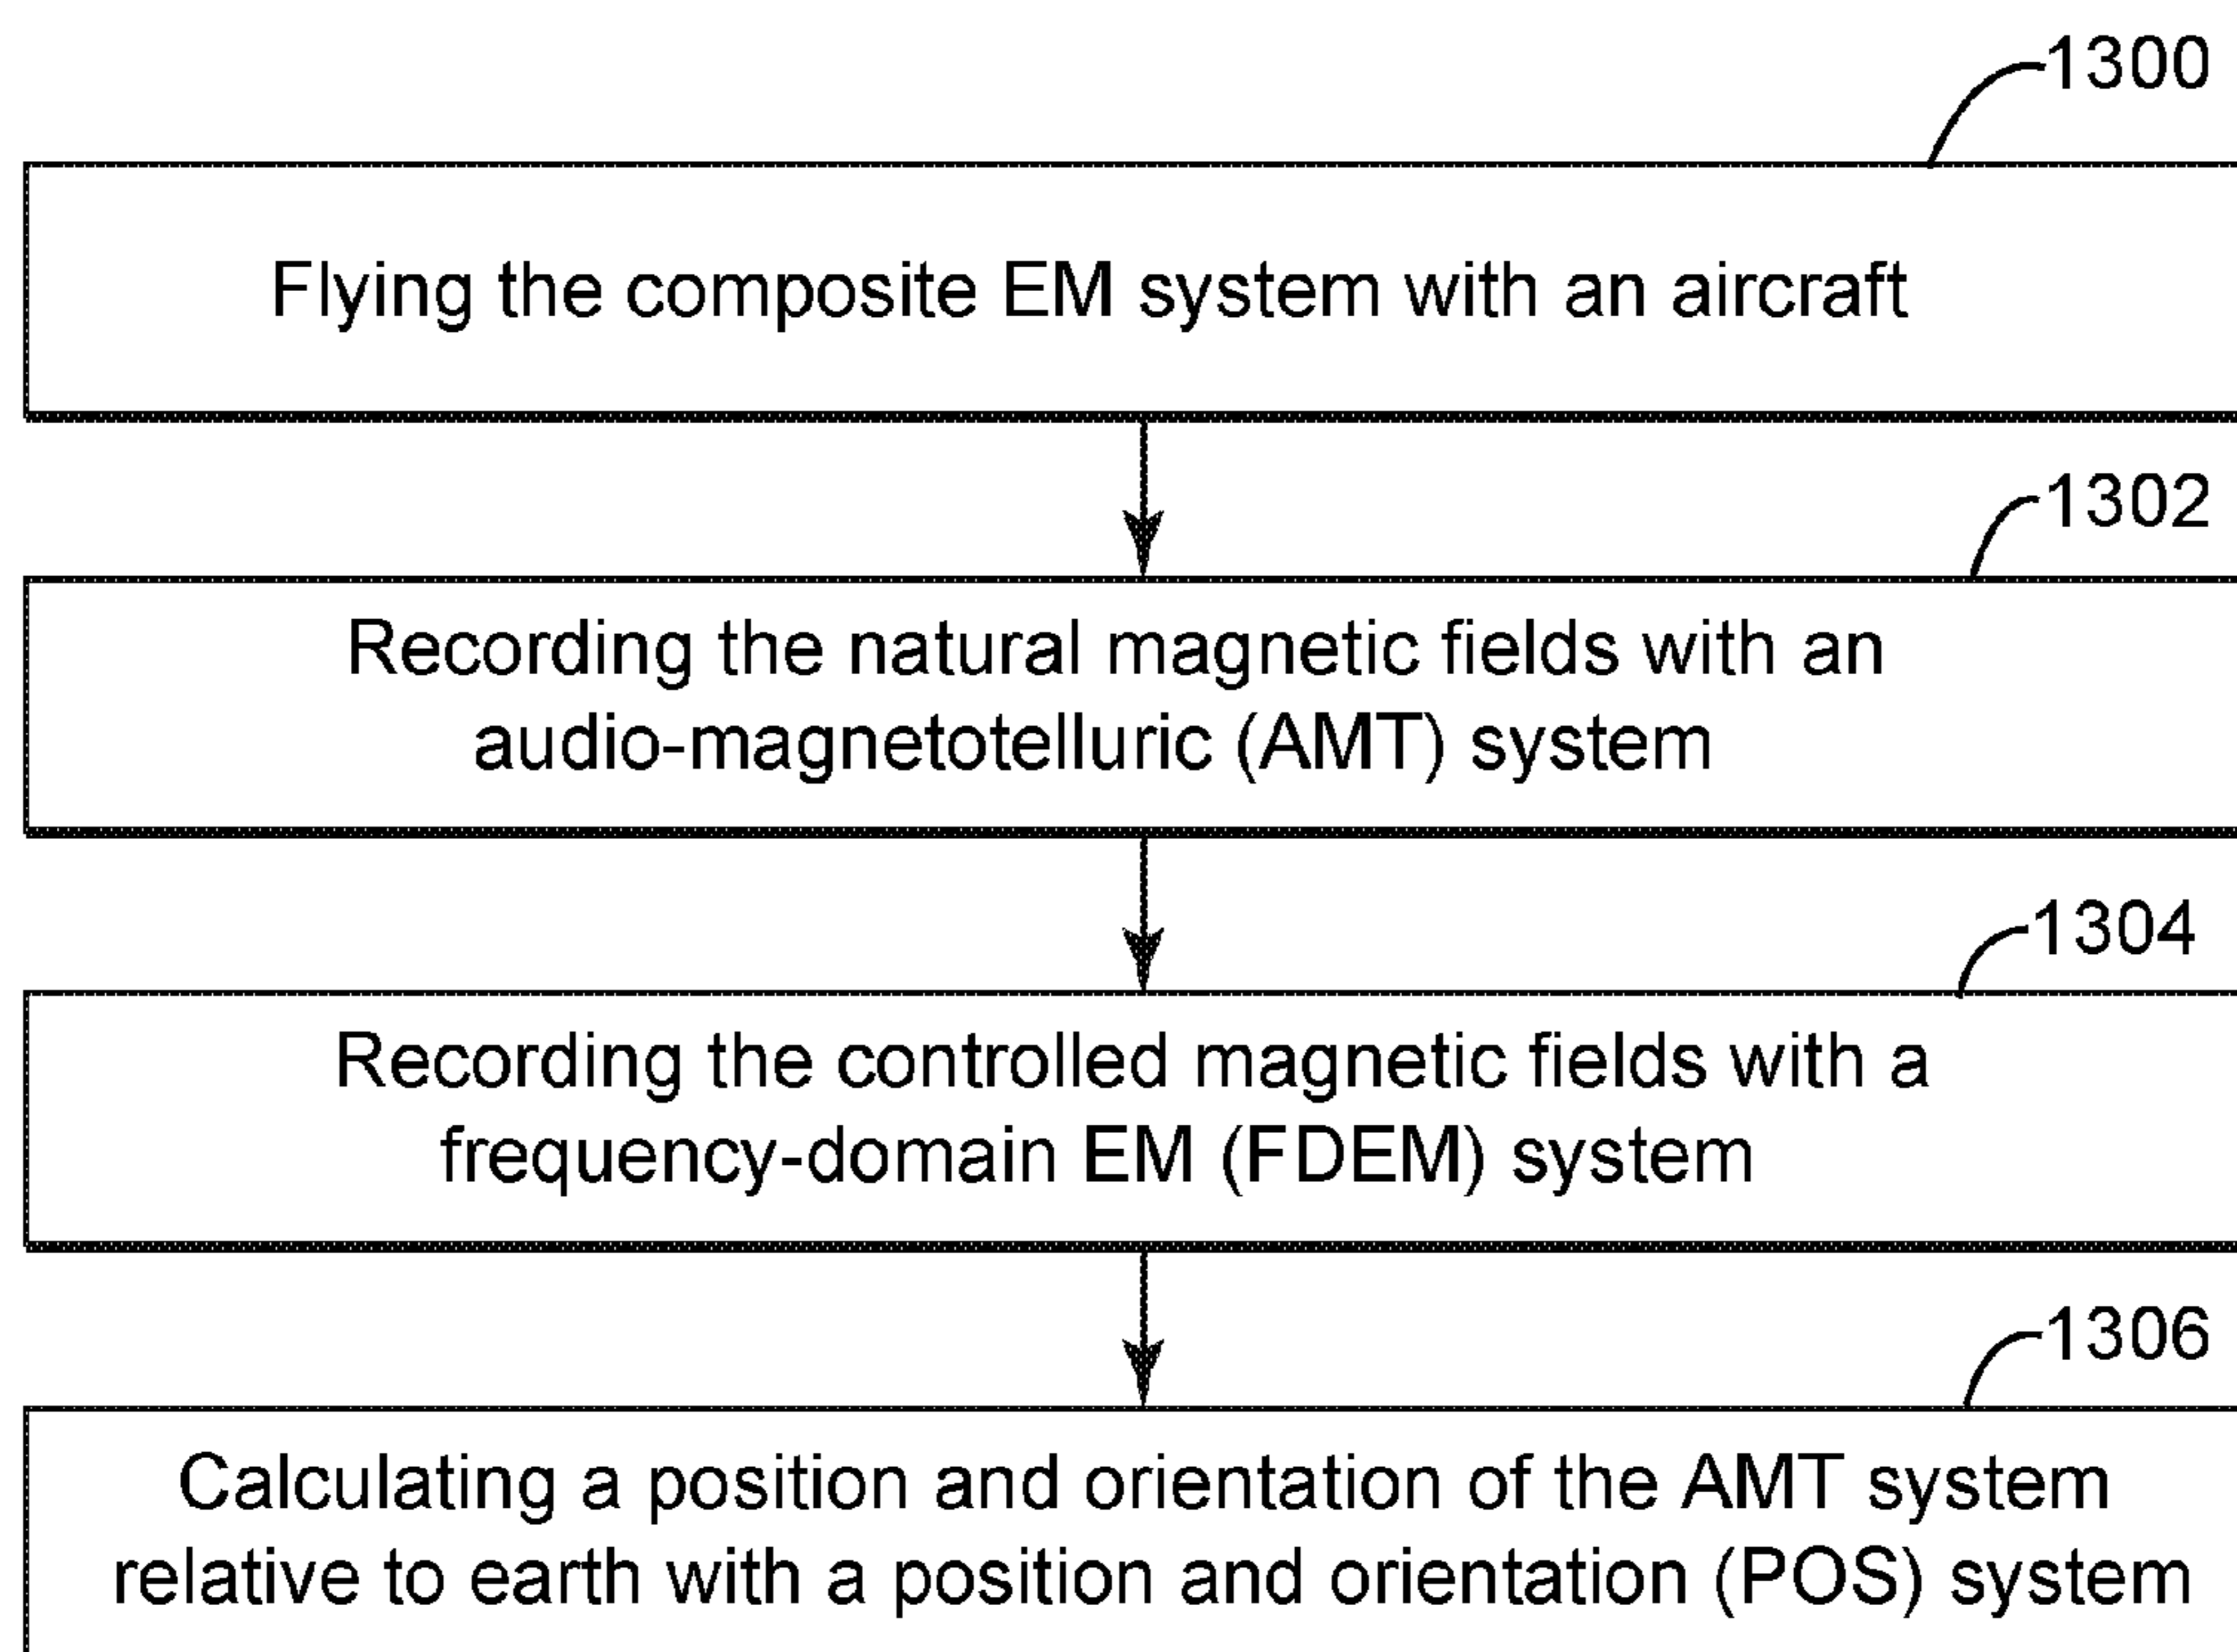 1300
Flying the composite EM system with an aircraft
1302
Recording the natural magnetic fields with an
audio-magnetotelluric (AMT) system
1304
Recording the controlled magnetic fields with a
frequency-domain EM (FDEM) system
1306
Calculating a position and orientation of the AMT system
relative to earth with a position and orientation (POS) system